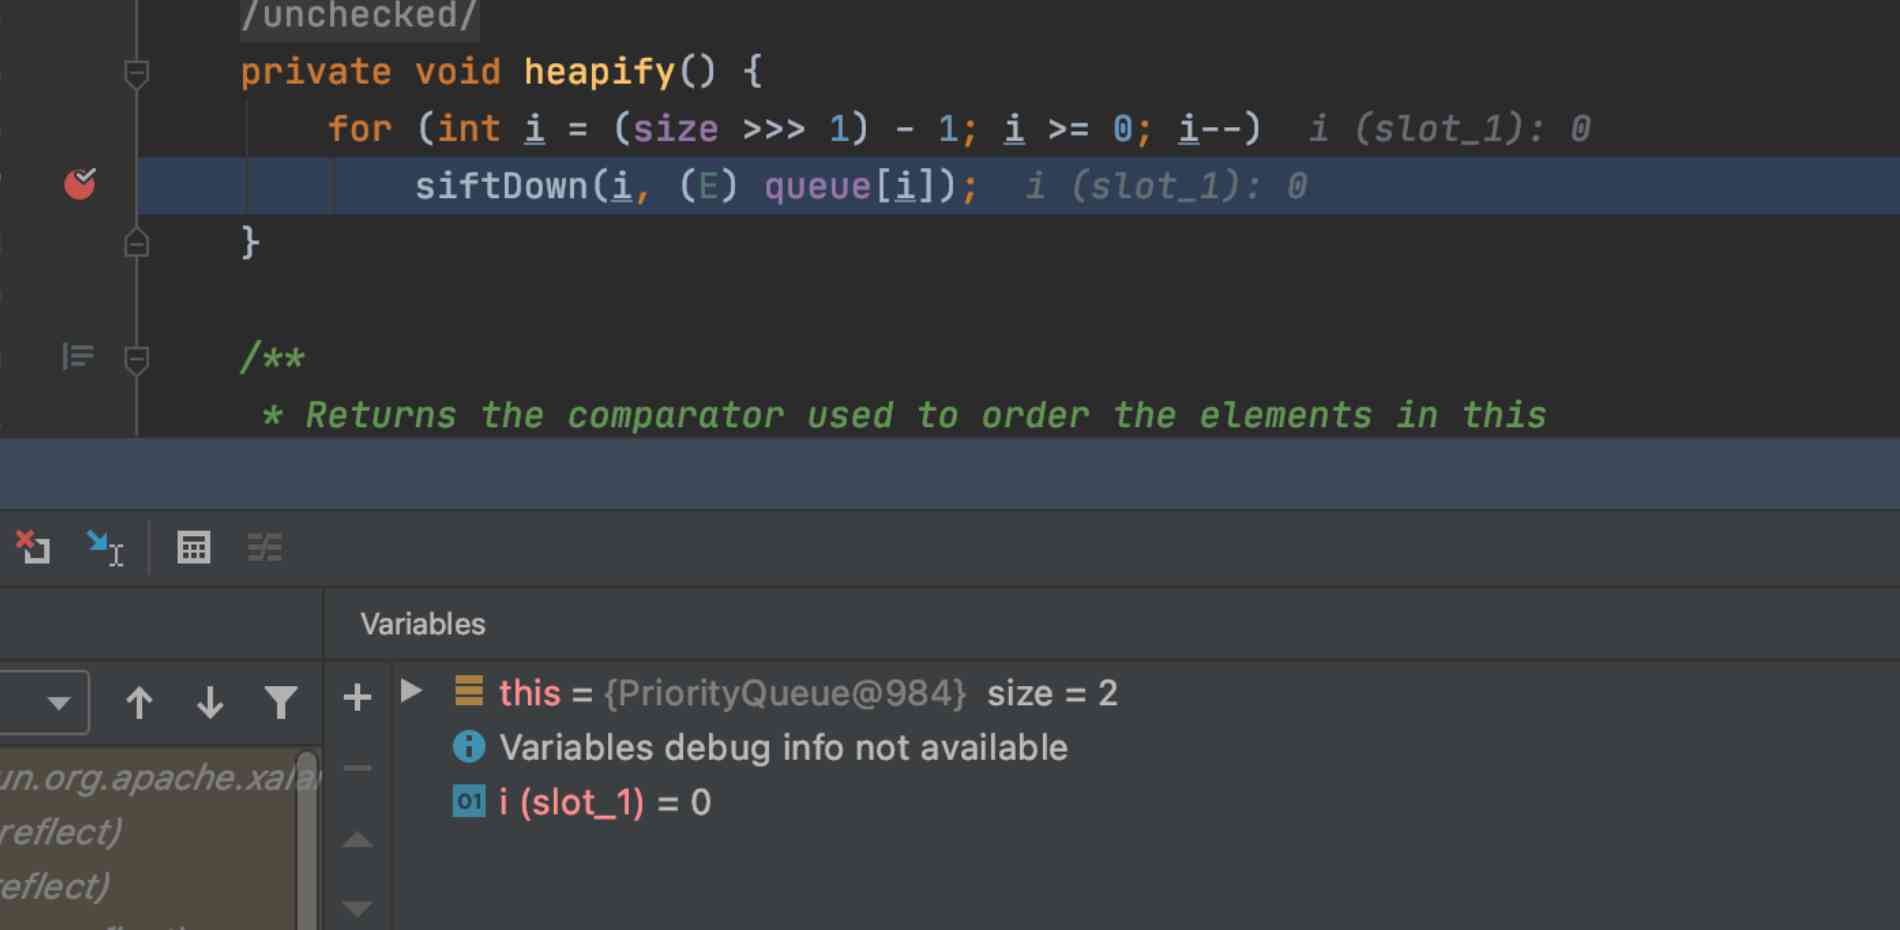 /unchecked/
private void heapify() {
for (int i = (size >>> 1) - 1; i >= 0; i--) i (slot_1): 0
siftDown(i, (E) queue[i]); i (slot_1): 0
}
/**
* Returns the comparator used to order the elements in this
Variables
this = {PriorityQueue@984} size = 2
Variables debug info not available
01 i (slot_1) = 0
un.org.apache.xalan
reflect)
reflect)